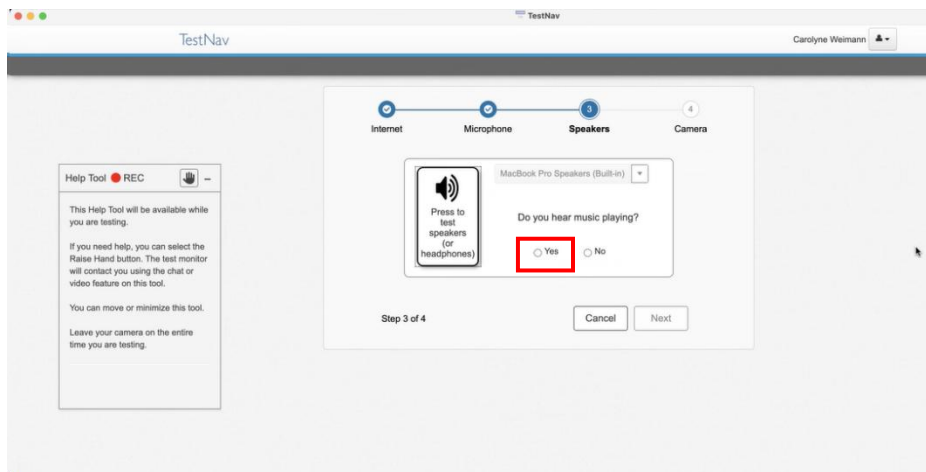 TestNav
TestNav
Carolyne Weimann
3
4
Internet
Microphone
Speakers
Camera
Help Tool REC
This Help Tool will be available while
you are testing.
If you need help, you can select the
Raise Hand button. The test monitor
will contact you using the chat or
video feature on this tool.
You can move or minimize this tool.
Leave your camera on the entire
time you are testing.
Press to
test
speakers
(or
headphones)
MacBook Pro Speakers (Built-in)
Do you hear music playing?
Yes
No
Step 3 of 4
Cancel
Next